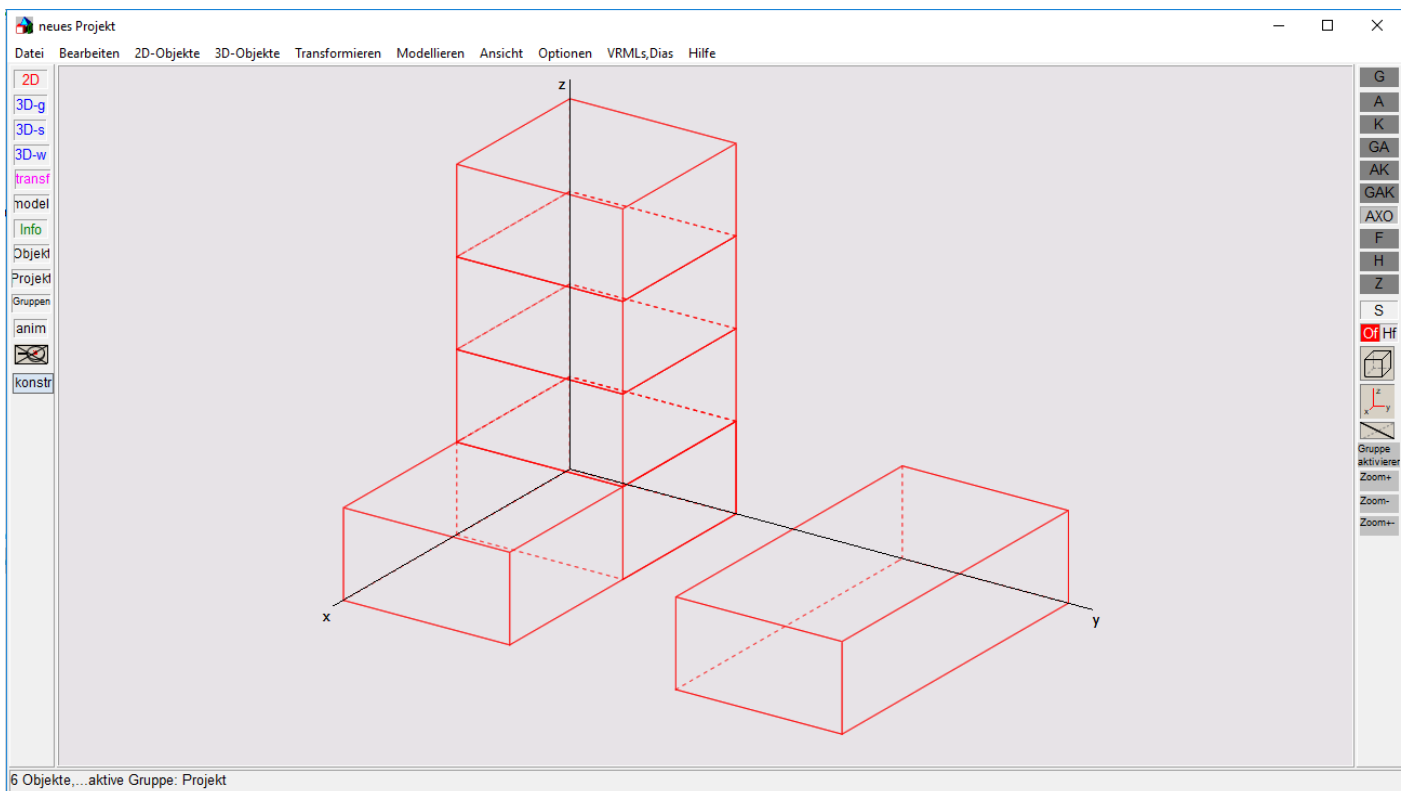 neues Projekt
Datei Bearbeiten 2D-Objekte 3D-Objekte Transformieren Modellieren Ansicht Optionen VRMLs,Dias Hilfe
2D
3D-g
3D-s
3D-w
transf
model
Info
Objekt
Projekt
Gruppen
anim
konstr
z
x
y
G
A
K
GA
AK
GAK
AXO
F
H
Z
S
Of Hf
z
x y
Gruppe
aktivierer
Zoom+
Zoom-
Zoom+-
6 Objekte,...aktive Gruppe: Projekt